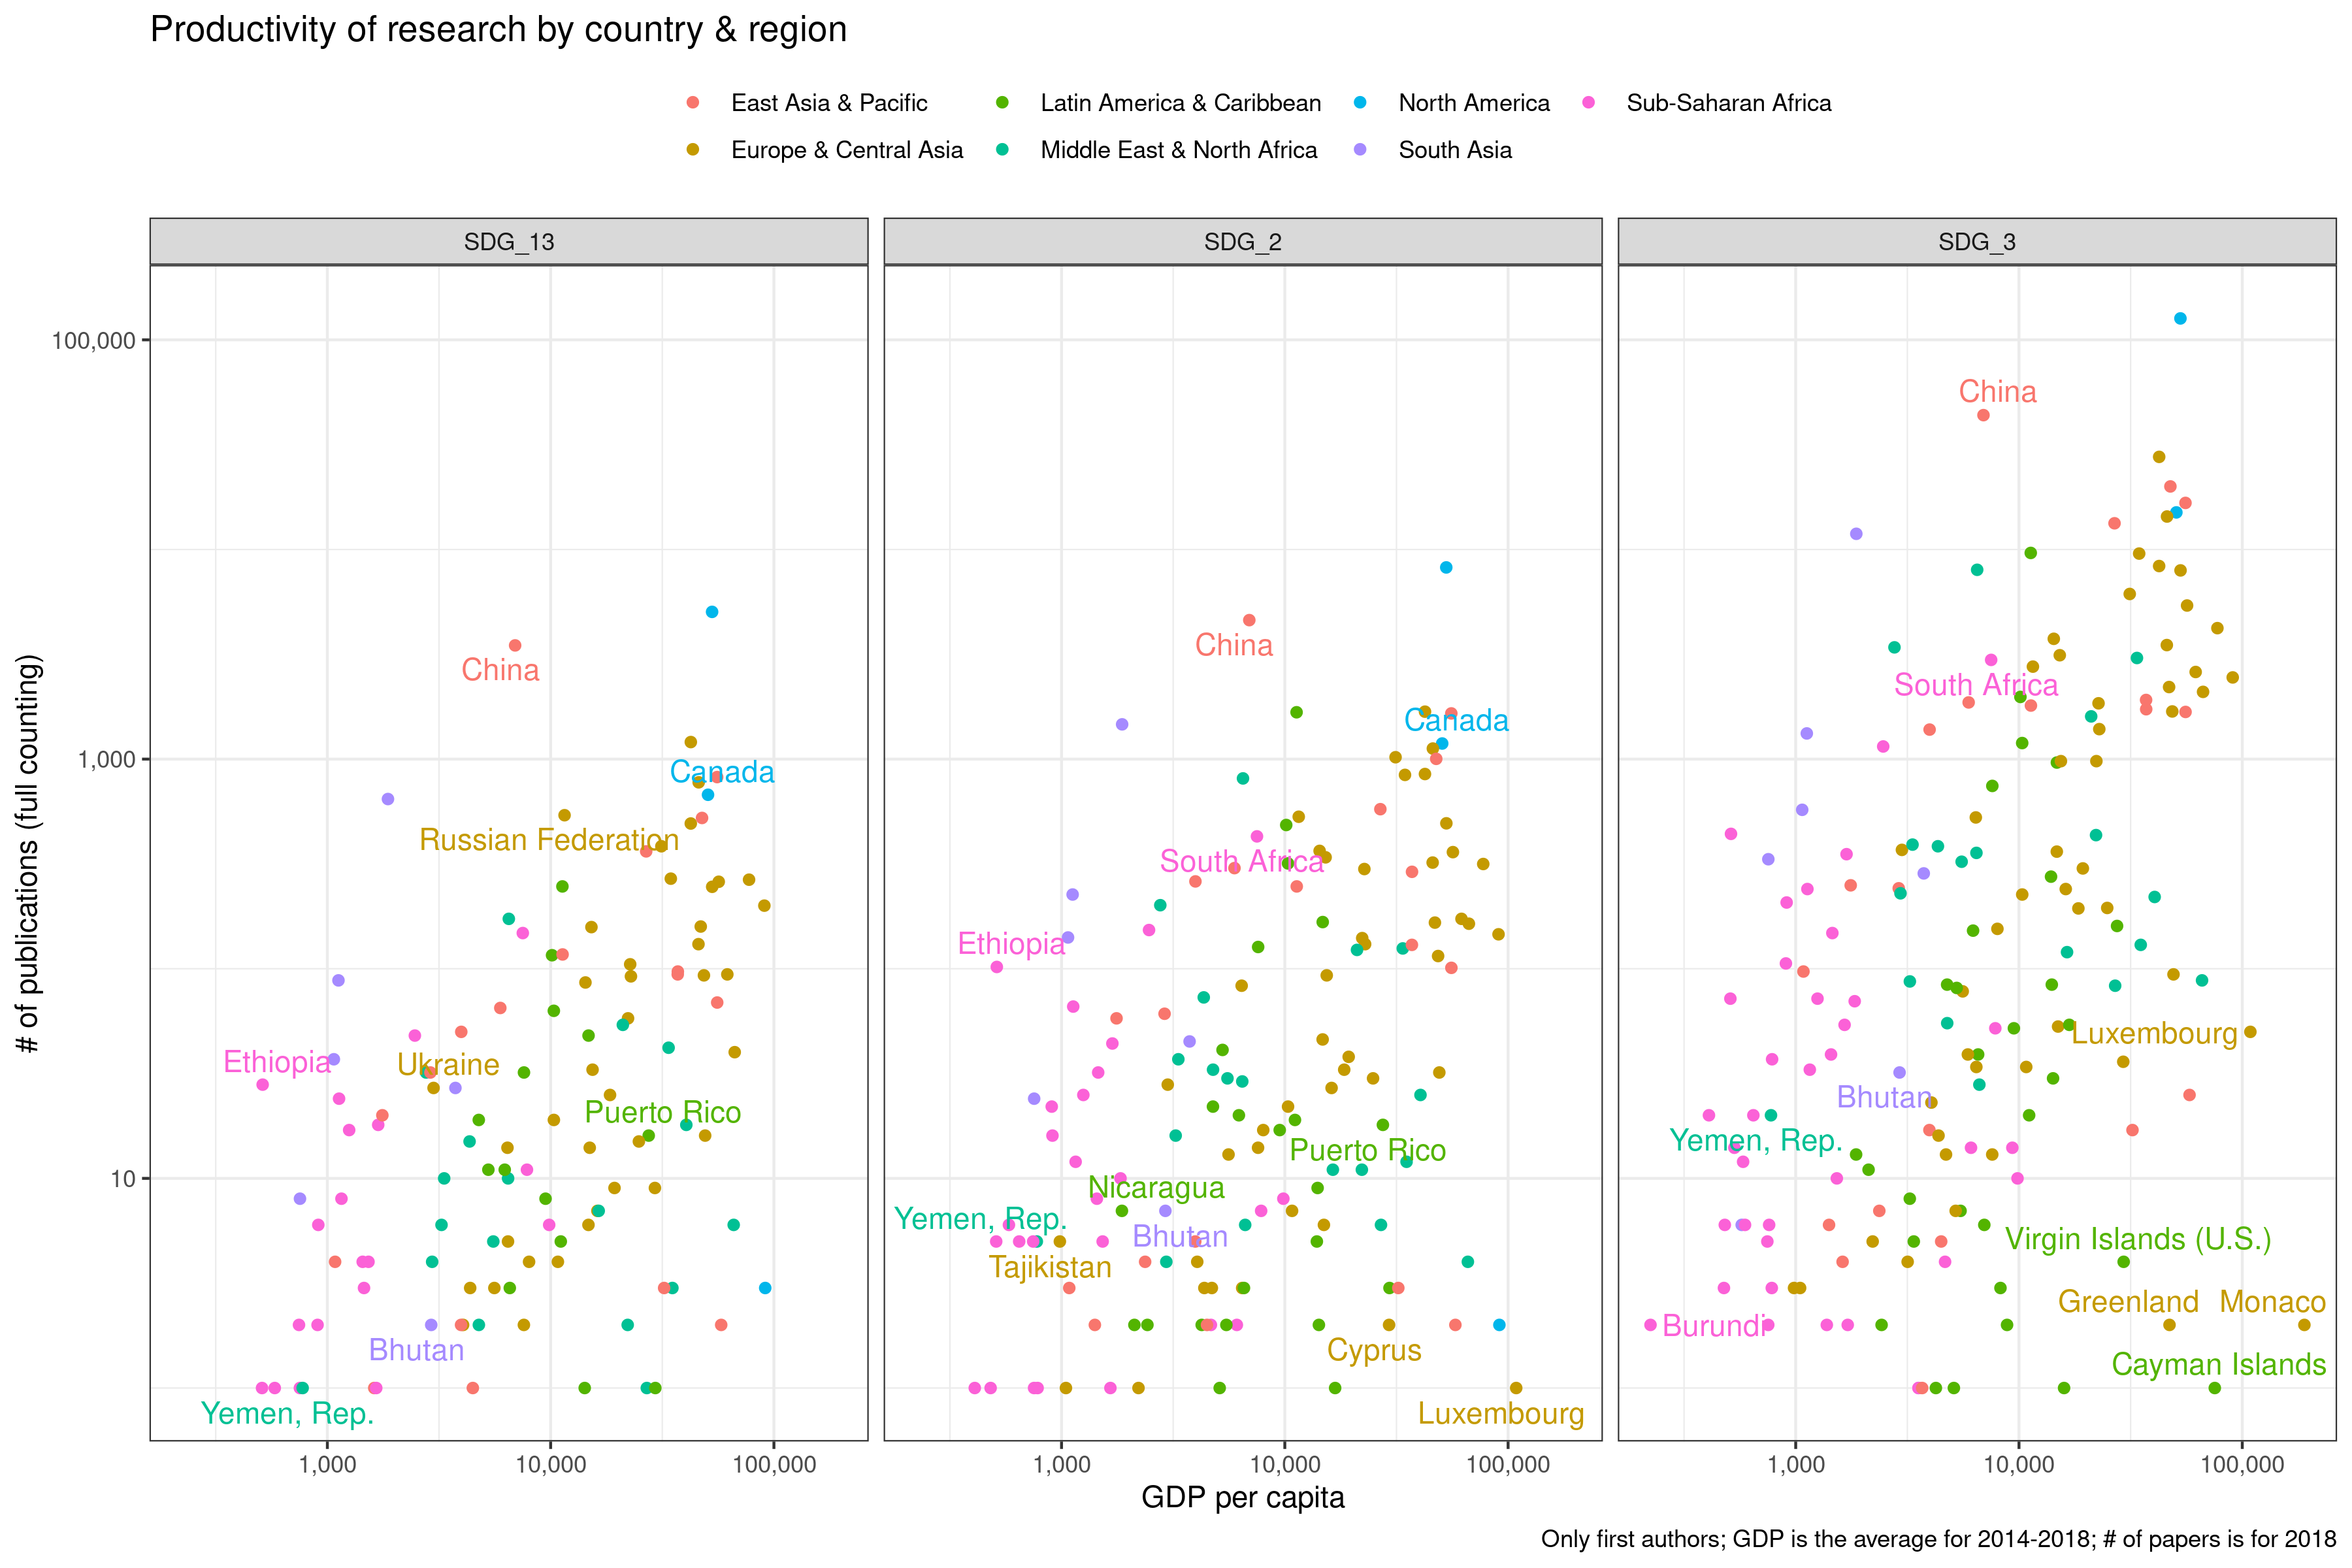 Productivity of research by country & region
East Asia & Pacific
Latin America & Caribbean
North America
Sub-Saharan Africa
Europe & Central Asia
Middle East & North Africa
South Asia
SDG_13
SDG_2
SDG_3
# of publications (full counting)
100,000
1,000
10
China
Canada
Russian Federation
Ethiopia
Ukraine
Puerto Rico
Bhutan
Yemen, Rep.
1,000
10,000
100,000
China
Canada
South Africa
Ethiopia
Puerto Rico
Nicaragua
Yemen, Rep.
Bhutan
Tajikistan
Cyprus
Luxembourg
1,000
10,000
100,000
China
South Africa
Luxembourg
Bhutan
Yemen, Rep.
Virgin Islands (U.S.)
Greenland
Monaco
Burundi
Cayman Islands
1,000
10,000
100,000
GDP per capita
Only first authors; GDP is the average for 2014-2018; # of papers is for 2018